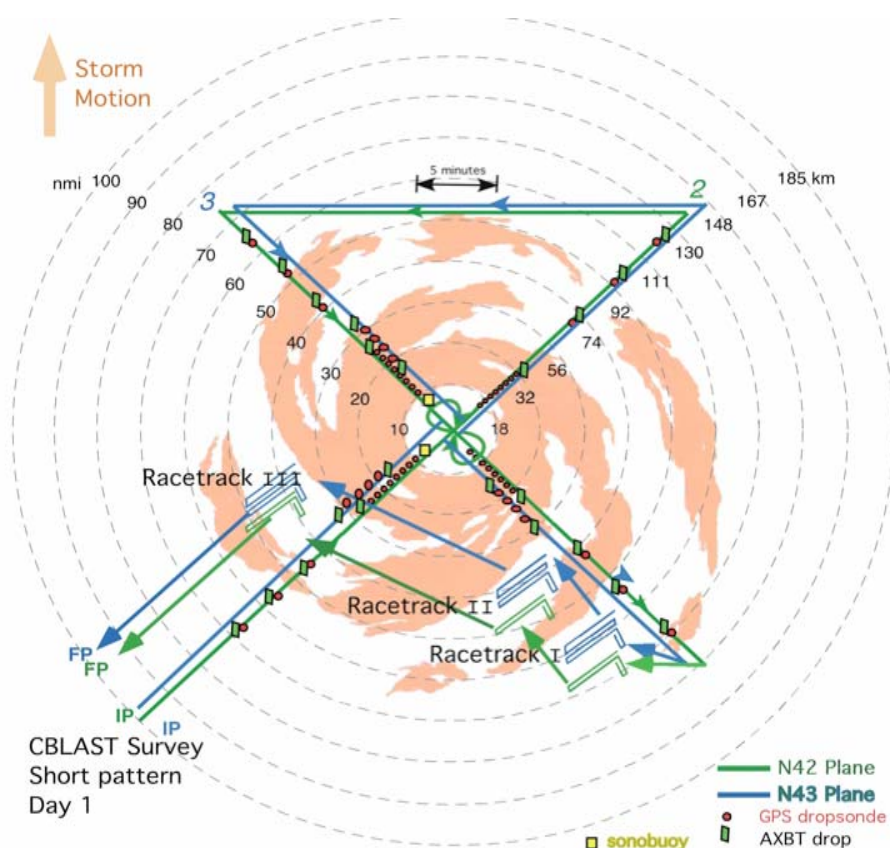 Storm
Motion
5 minutes
nmi
100
90
80
70
60
50
40
30
20
10
185 km
167
148
130
111
92
74
56
32
18
3
2
Racetrack III
Racetrack II
Racetrack I
FP
FP
IP
IP
CBLAST Survey
Short pattern
Day 1
N42 Plane
N43 Plane
GPS dropsonde
AXBT drop
sonobuoy